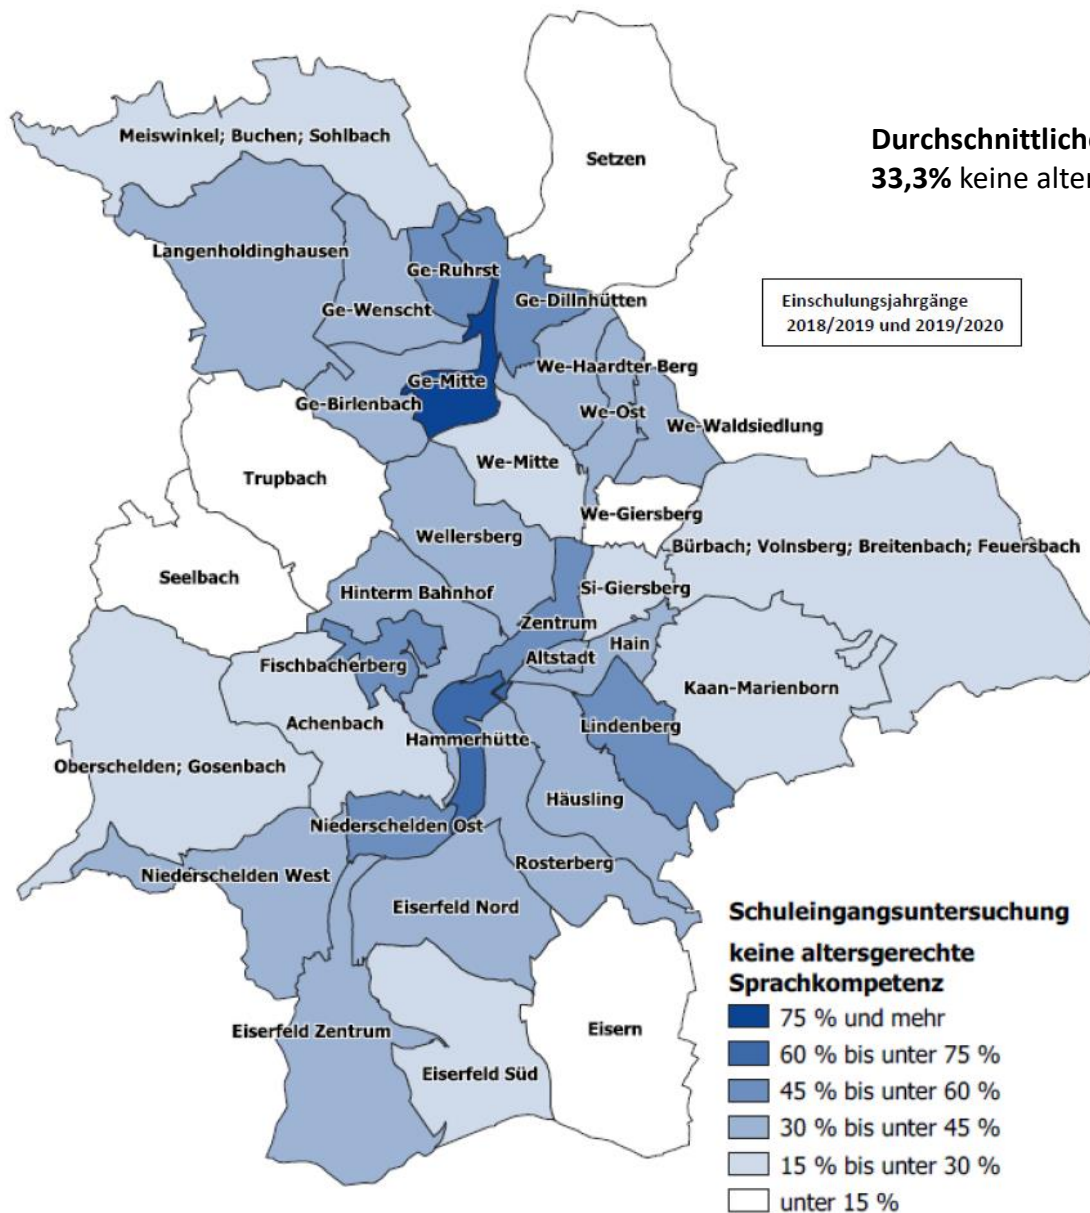 Meiswinkel; Buchen; Sohlbach
Setzen
Durchschnittlich
33,3% keine alter
Langenholdinghausen
Ge-Ruhrst
Ge-Dillnhütten
Ge-Wenscht
Einschulungsjahrgänge
2018/2019 und 2019/2020
We-Haardter Berg
Ge-Mitte
Ge-Birlenbach
We-Ost
We-Waldsiedlung
We-Mitte
Trupbach
We-Giersberg
Wellersberg
Bürbach; Volnsberg; Breitenbach; Feuersbach
Seelbach
Si-Giersberg
Hinterm Bahnhof
Zentrum
Hain
Altstadt
Fischbacherberg
Kaan-Marienborn
Achenbach
Lindenberg
Hammerhütte
Oberschelden; Gosenbach
Häusling
Niederschelden Ost
Rosterberg
Niederschelden West
Eiserfeld Nord
Schuleingangsuntersuchung
keine altersgerechte
Sprachkompetenz
75 % und mehr
Eiserfeld Zentrum
Eisern
60 % bis unter 75 %
Eiserfeld Süd
45 % bis unter 60 %
30 % bis unter 45 %
15 % bis unter 30 %
unter 15 %